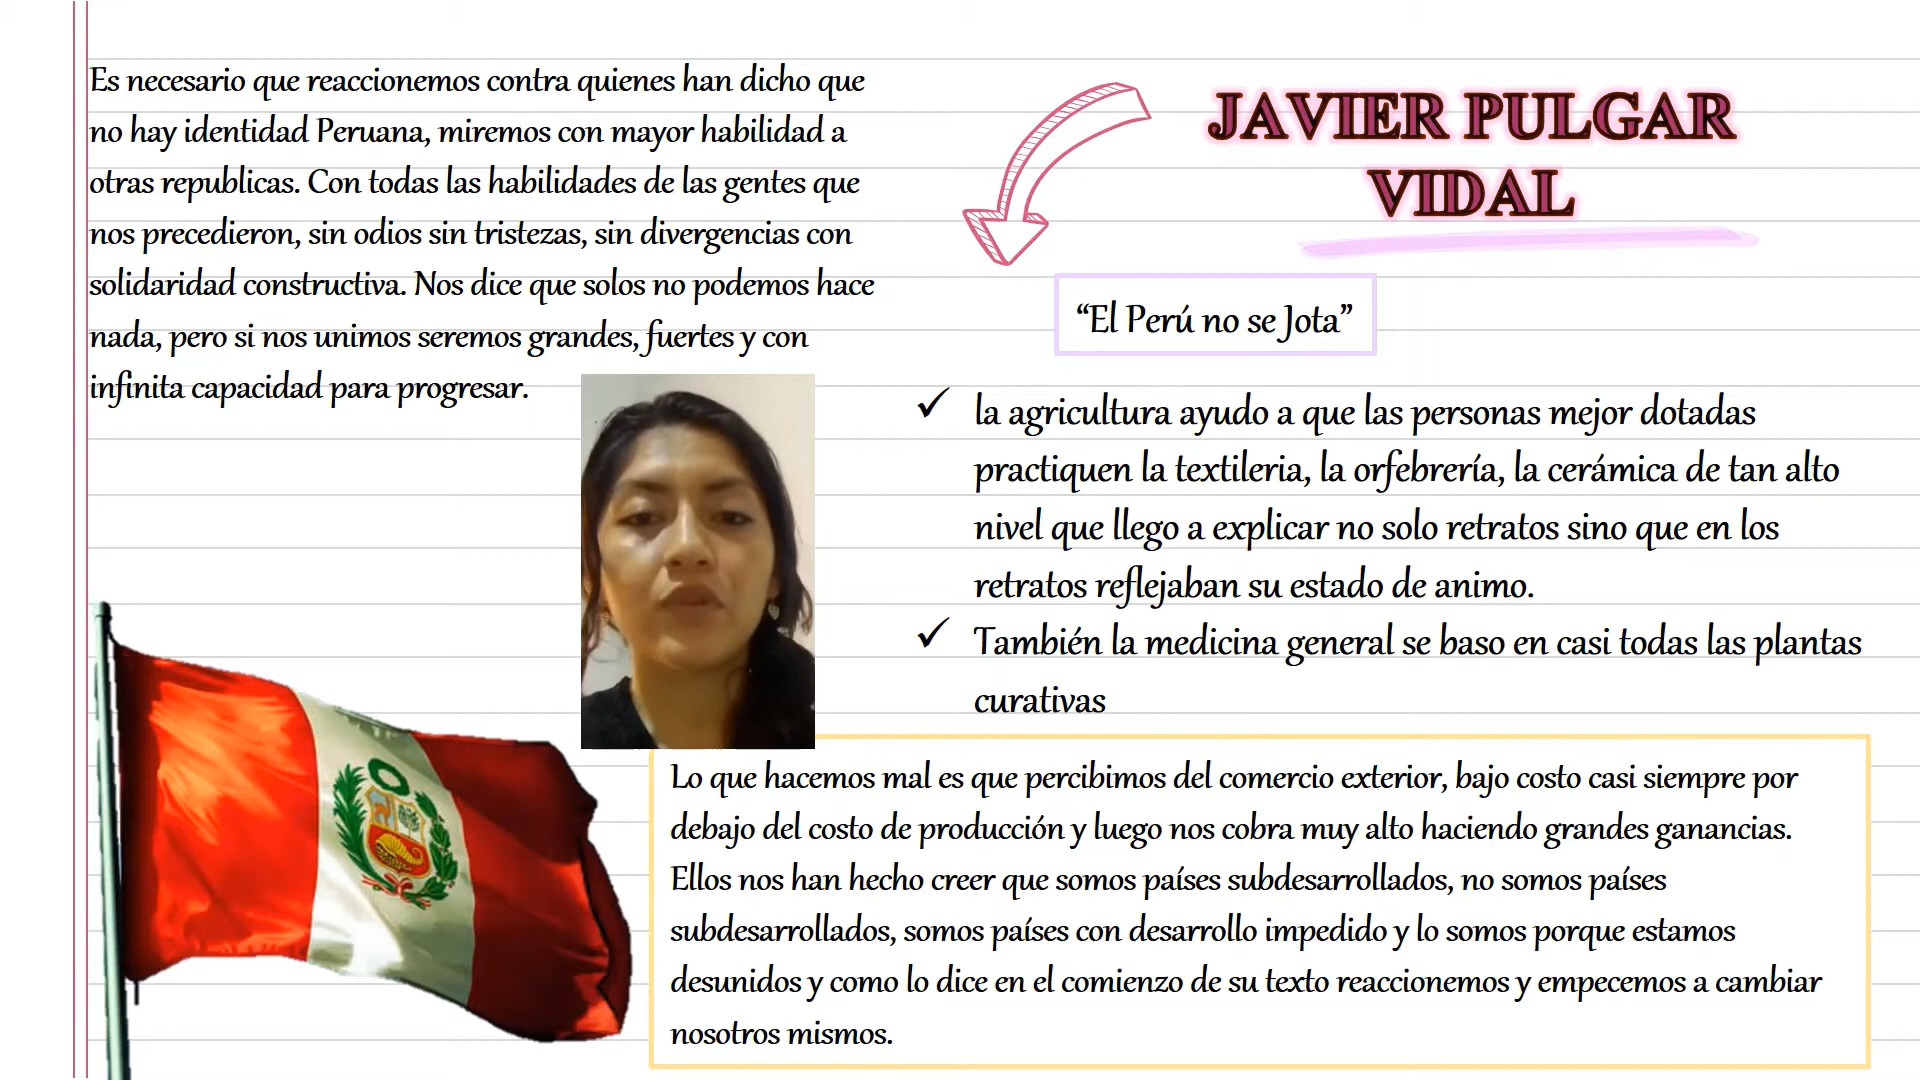 Es necesario que reaccionemos contra quienes han dicho que
no hay identidad Peruana, miremos con mayor habilidad a
otras republicas. Con todas las habilidades de las gentes que
nos precedieron, sin odios sin tristezas, sin divergencias con
solidaridad constructiva. Nos dice que solos no podemos hace
nada, pero si nos unimos seremos grandes, fuertes y con
infinita capacidad para progresar.
JAVIER PULGAR
VIDAL
“El Perú no se Jota”
✓ la agricultura ayudo a que las personas mejor dotadas
practiquen la textileria, la orfebrería, la cerámica de tan alto
nivel que llego a explicar no solo retratos sino que en los
retratos reflejaban su estado de animo.
✓ También la medicina general se baso en casi todas las plantas
curativas
Lo que hacemos mal es que percibimos del comercio exterior, bajo costo casi siempre por
debajo del costo de producción y luego nos cobra muy alto haciendo grandes ganancias.
Ellos nos han hecho creer que somos países subdesarrollados, no somos países
subdesarrollados, somos países con desarrollo impedido y lo somos porque estamos
desunidos y como lo dice en el comienzo de su texto reaccionemos y empecemos a cambiar
nosotros mismos.